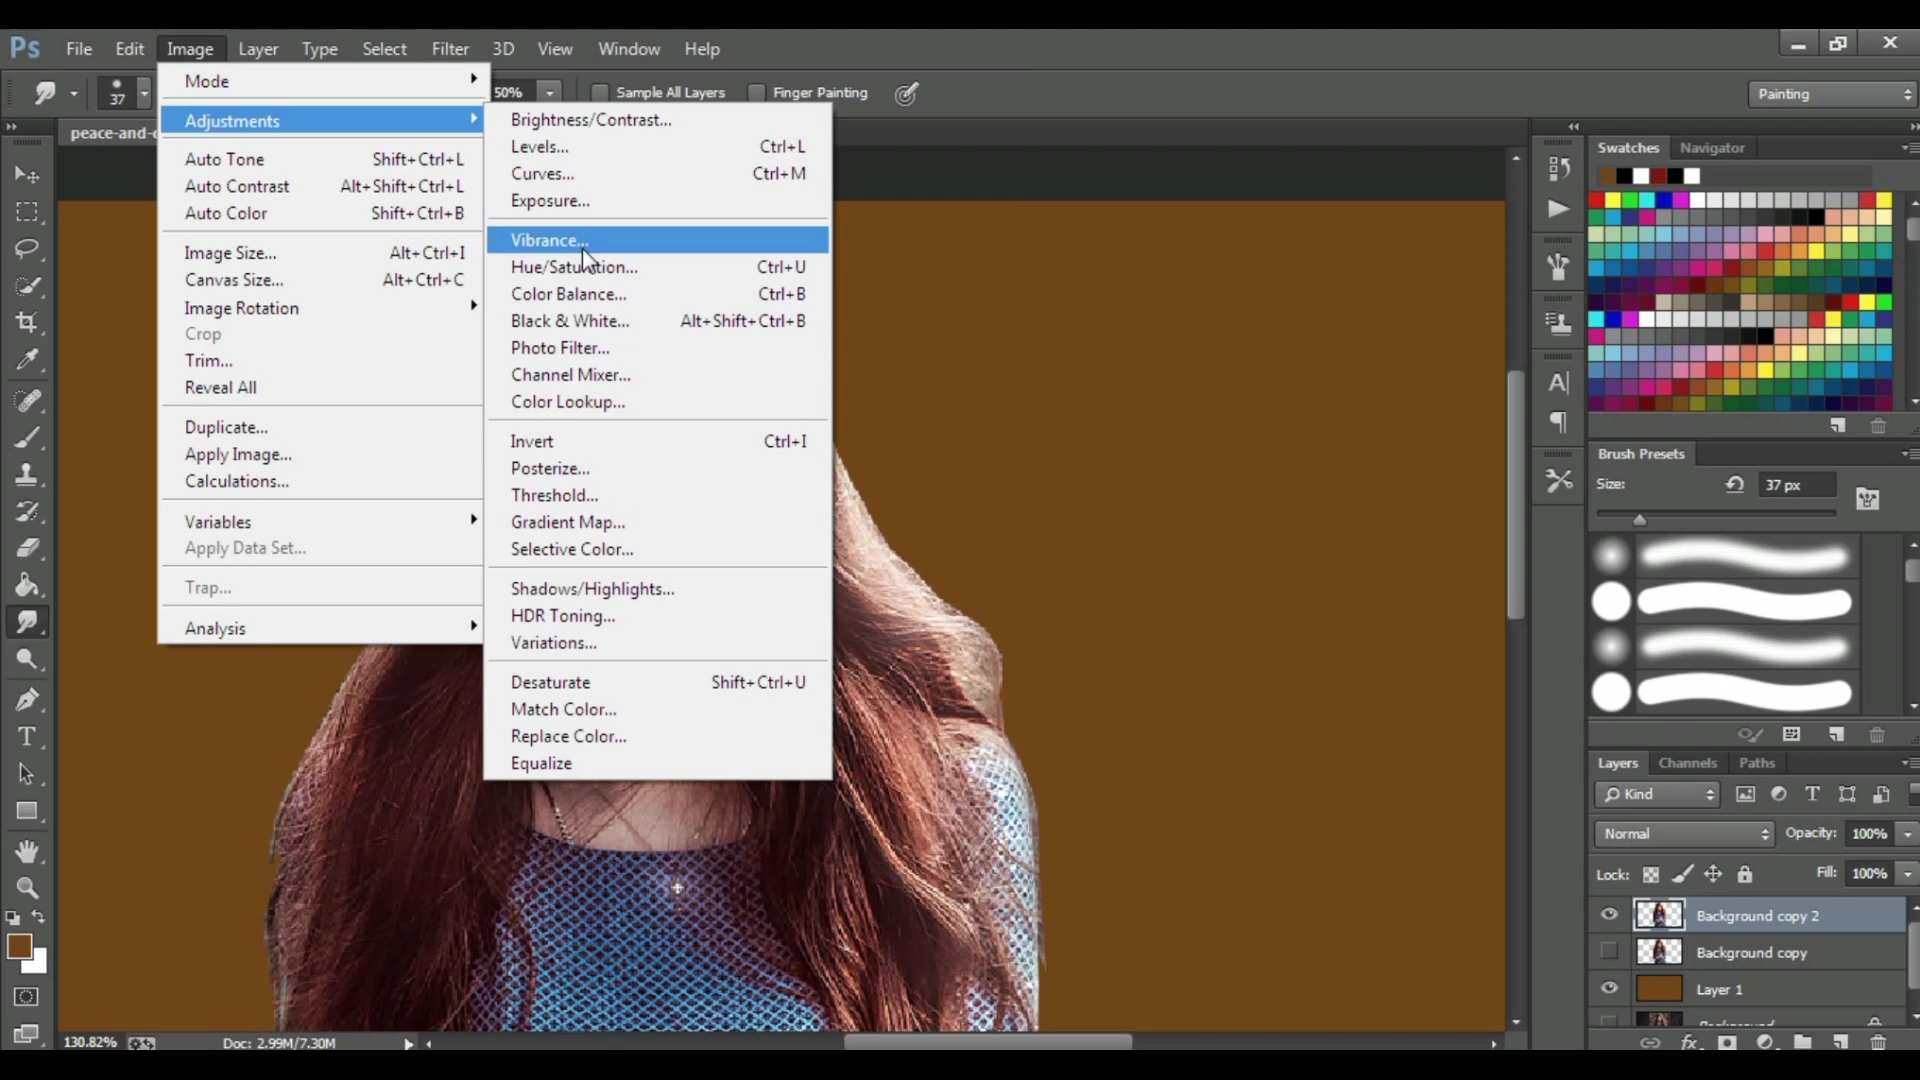 Ps File Edit Image Layer Type Select Filter 3D View Window Help
37 50% Sample All Layers Finger Painting Painting
Mode
Adjustments
Auto Tone Shift+Ctrl+L
Auto Contrast Alt+Shift+Ctrl+L
Auto Color Shift+Ctrl+B
Image Size... Alt+Ctrl+I
Canvas Size... Alt+Ctrl+C
Image Rotation
Crop
Trim...
Reveal All
Duplicate...
Apply Image...
Calculations...
Variables
Apply Data Set...
Trap...
Analysis
Brightness/Contrast...
Levels... Ctrl+L
Curves... Ctrl+M
Exposure...
Vibrance...
Hue/Saturation... Ctrl+U
Color Balance... Ctrl+B
Black & White... Alt+Shift+Ctrl+B
Photo Filter...
Channel Mixer...
Color Lookup...
Invert Ctrl+I
Posterize...
Threshold...
Gradient Map...
Selective Color...
Shadows/Highlights...
HDR Toning...
Variations...
Desaturate Shift+Ctrl+U
Match Color...
Replace Color...
Equalize
Swatches Navigator
Brush Presets
Size: 37 px
Layers Channels Paths
Kind
Normal Opacity: 100%
Lock: Fill: 100%
Background copy 2
Background copy
Layer 1
Background
130.82% Doc: 2.99M/7.30M